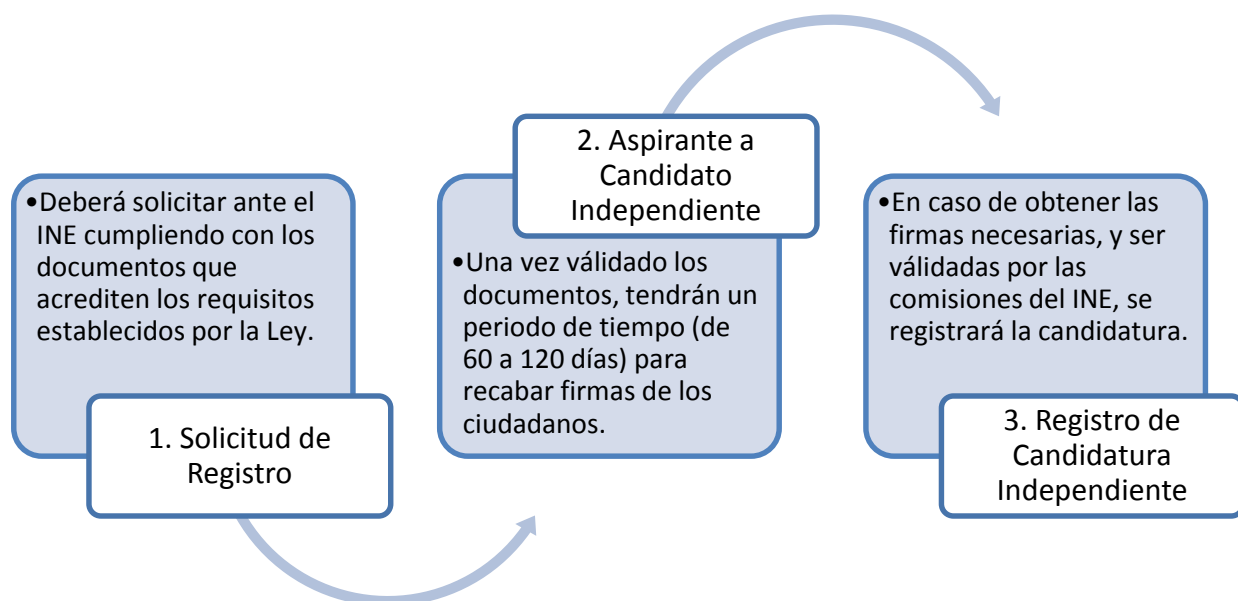 •Deberá solicitar ante el
INE cumpliendo con los
documentos que
acrediten los requisitos
establecidos por la Ley.
1. Solicitud de
Registro
2. Aspirante a
Candidato
Independiente
•Una vez válidado los
documentos, tendrán un
periodo de tiempo (de
60 a 120 días) para
recabar firmas de los
ciudadanos.
•En caso de obtener las
firmas necesarias, y ser
válidadas por las
comisiones del INE, se
registrará la candidatura.
3. Registro de
Candidatura
Independiente